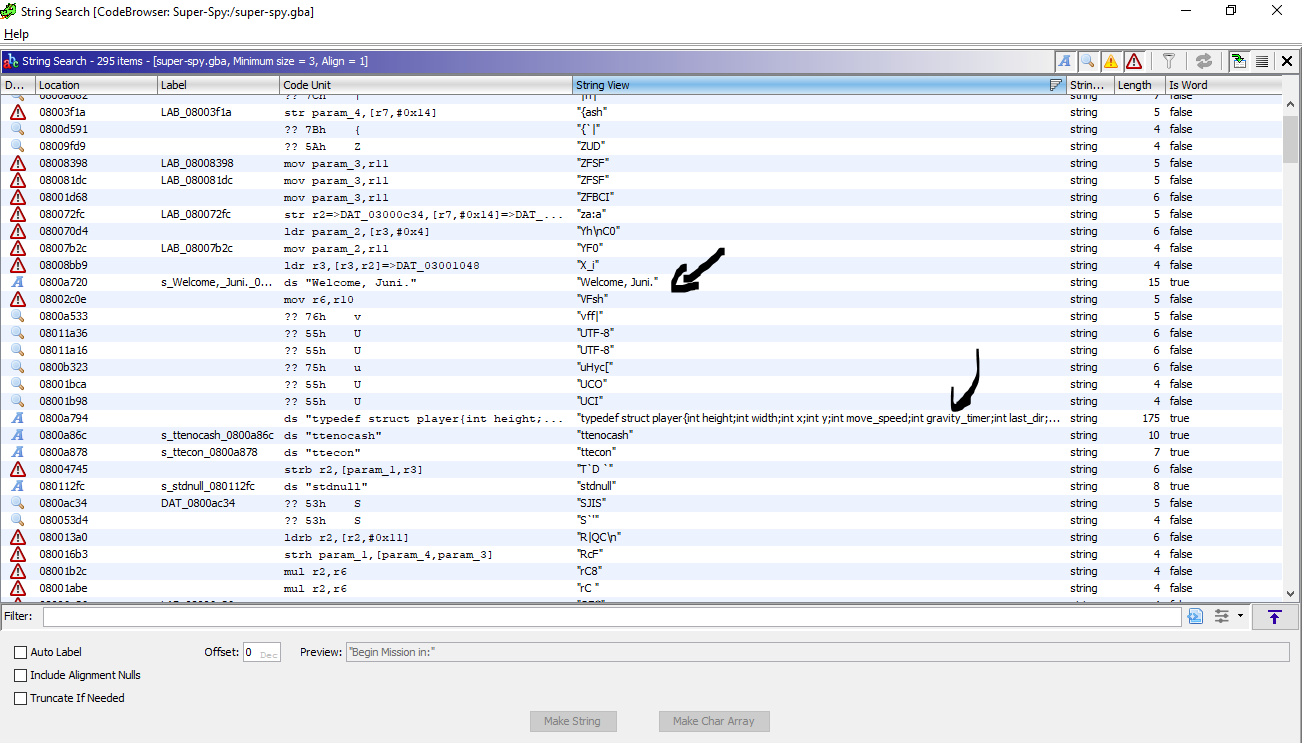 String Search [CodeBrowser: Super-Spy:/super-spy.gba]
Help
String Search - 295 items - [super-spy.gba, Minimum size = 3, Align = 1]
D... Location Label Code Unit String View Strin... Length Is Word
08003f1a LAB_08003f1a str param_4,[r7,#0x14] "{ash" string 5 false
0800d591 ?? 7Bh { "{`|" string 4 false
08009fd9 ?? 5Ah Z "ZUD" string 4 false
08008398 LAB_08008398 mov param_3,r11 "ZFSF" string 5 false
080081dc LAB_080081dc mov param_3,r11 "ZFSF" string 5 false
08001d68 mov param_3,r11 "ZFBCI" string 6 false
080072fc LAB_080072fc str r2=>DAT_03000c34,[r7,#0x14]=>DAT_... "za:a" string 5 false
080070d4 ldr param_2,[r3,#0x4] "Yh\nC0" string 6 false
08007b2c LAB_08007b2c mov param_2,r11 "YF0" string 4 false
08008bb9 ldr r3,[r3,r2]=>DAT_03001048 "X_i" string 4 false
0800a720 s_Welcome,_Juni._0... ds "Welcome, Juni." "Welcome, Juni." string 15 true
08002c0e mov r6,r10 "VFsh" string 5 false
0800a533 ?? 76h v "vff|" string 5 false
08011a36 ?? 55h U "UTF-8" string 6 false
08011a16 ?? 55h U "UTF-8" string 6 false
0800b323 ?? 75h u "uHyc[" string 6 false
08001bca ?? 55h U "UCO" string 4 false
08001b98 ?? 55h U "UCI" string 4 false
0800a794 ds "typedef struct player{int height;... "typedef struct player{int height;int width;int x;int y;int move_speed;int gravity_timer;int last_dir;... string 175 true
0800a86c s_ttenocash_0800a86c ds "ttenocash" "ttenocash" string 10 true
0800a878 s_ttecon_0800a878 ds "ttecon" "ttecon" string 7 true
08004745 strb r2,[param_1,r3] "T`D `" string 6 false
080112fc s_stdnull_080112fc ds "stdnull" "stdnull" string 8 true
0800ac34 DAT_0800ac34 ?? 53h S "SJIS" string 5 false
080053d4 ?? 53h S "S`'" string 4 false
080013a0 ldrb r2,[r2,#0x11] "R|QC\n" string 6 false
080016b3 strh param_1,[param_4,param_3] "RcF" string 4 false
08001b2c mul r2,r6 "rC8" string 4 false
08001abe mul r2,r6 "rC " string 4 false
Filter:
Auto Label Offset: 0 Dec Preview: "Begin Mission in:"
Include Alignment Nulls
Truncate If Needed
Make String Make Char Array